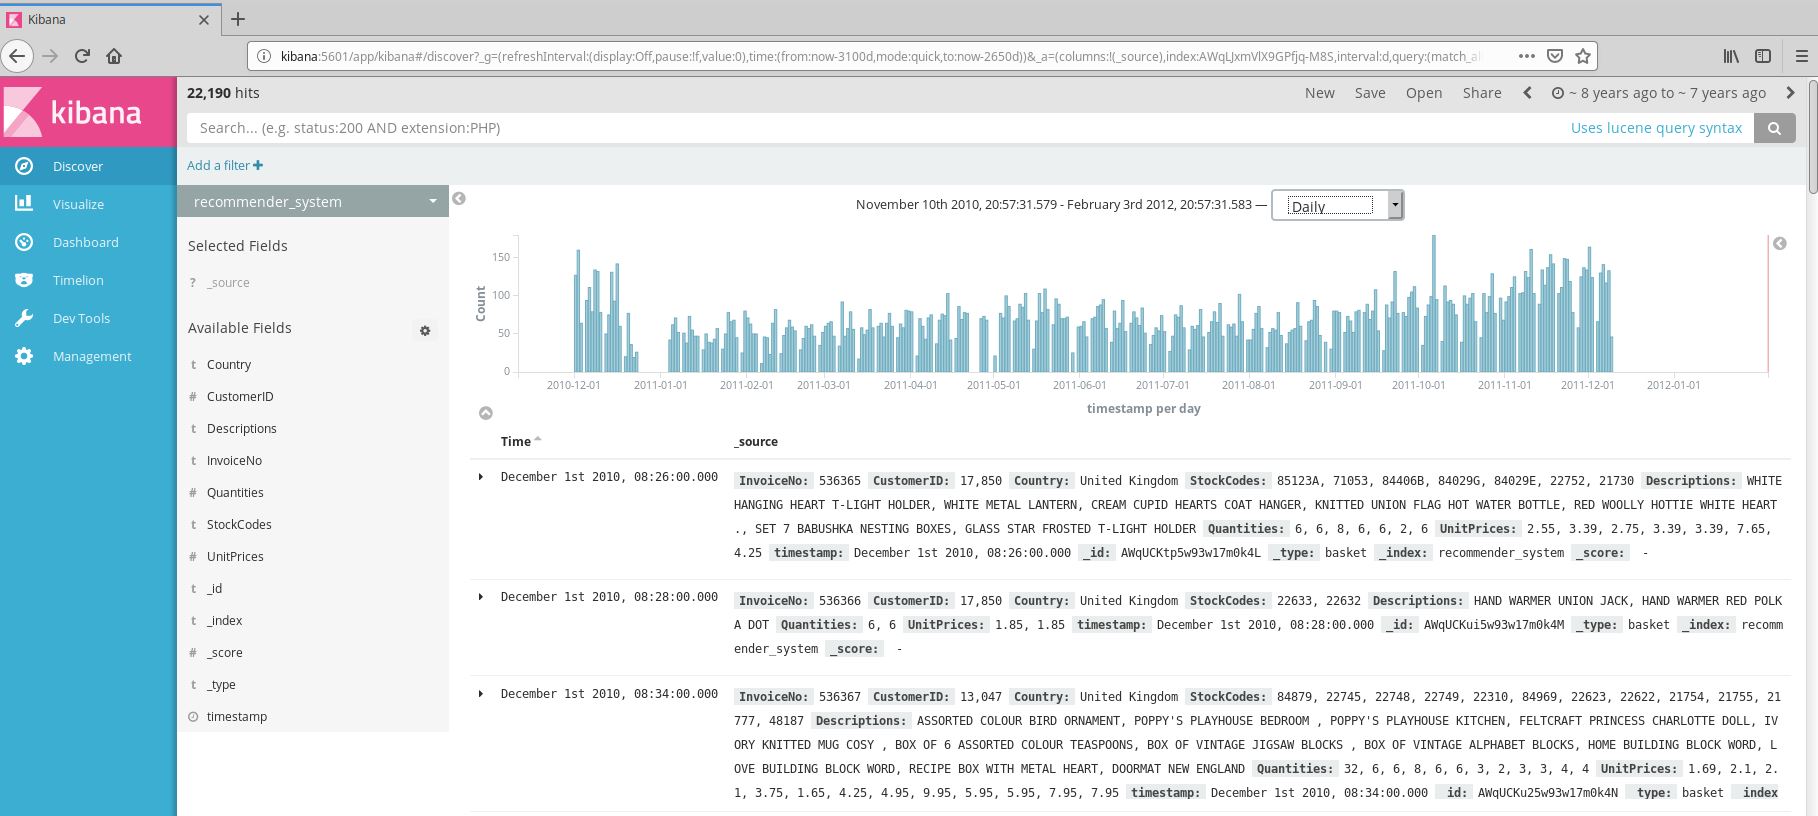 Kibana
kibana:5601/app/kibana#/discover?_g=(refreshInterval:(display:Off,pause:!f,value:0),time:(from:now-3100d,mode:quick,to:now-2650d))&_a=(columns:!(_source),index:AWqLJxmVlX9GPfjq-M8S,interval:d,query:(match_al
kibana
22,190 hits
New Save Open Share ~ 8 years ago to ~ 7 years ago
Search... (e.g. status:200 AND extension:PHP)
Uses lucene query syntax
Add a filter
Discover
Visualize
Dashboard
Timelion
Dev Tools
Management
recommender_system
Selected Fields
? _source
Available Fields
t Country
# CustomerID
t Descriptions
t InvoiceNo
# Quantities
t StockCodes
# UnitPrices
t _id
t _index
# _score
t _type
timestamp
November 10th 2010, 20:57:31.579 - February 3rd 2012, 20:57:31.583 — Daily
Count
150
100
50
0
2010-12-01 2011-01-01 2011-02-01 2011-03-01 2011-04-01 2011-05-01 2011-06-01 2011-07-01 2011-08-01 2011-09-01 2011-10-01 2011-11-01 2011-12-01 2012-01-01
timestamp per day
Time _source
December 1st 2010, 08:26:00.000 InvoiceNo: 536365 CustomerID: 17,850 Country: United Kingdom StockCodes: 85123A, 71053, 84406B, 84029G, 84029E, 22752, 21730 Descriptions: WHITE
HANGING HEART T-LIGHT HOLDER, WHITE METAL LANTERN, CREAM CUPID HEARTS COAT HANGER, KNITTED UNION FLAG HOT WATER BOTTLE, RED WOOLLY HOTTIE WHITE HEART
., SET 7 BABUSHKA NESTING BOXES, GLASS STAR FROSTED T-LIGHT HOLDER Quantities: 6, 6, 8, 6, 6, 2, 6 UnitPrices: 2.55, 3.39, 2.75, 3.39, 3.39, 7.65,
4.25 timestamp: December 1st 2010, 08:26:00.000 _id: AWqUCKtp5w93w17m0k4L _type: basket _index: recommender_system _score: -
December 1st 2010, 08:28:00.000 InvoiceNo: 536366 CustomerID: 17,850 Country: United Kingdom StockCodes: 22633, 22632 Descriptions: HAND WARMER UNION JACK, HAND WARMER RED POLK
A DOT Quantities: 6, 6 UnitPrices: 1.85, 1.85 timestamp: December 1st 2010, 08:28:00.000 _id: AWqUCKui5w93w17m0k4M _type: basket _index: recomm
ender_system _score: -
December 1st 2010, 08:34:00.000 InvoiceNo: 536367 CustomerID: 13,047 Country: United Kingdom StockCodes: 84879, 22745, 22748, 22749, 22310, 84969, 22623, 22622, 21754, 21755, 21
777, 48187 Descriptions: ASSORTED COLOUR BIRD ORNAMENT, POPPY'S PLAYHOUSE BEDROOM , POPPY'S PLAYHOUSE KITCHEN, FELTCRAFT PRINCESS CHARLOTTE DOLL, IV
ORY KNITTED MUG COSY , BOX OF 6 ASSORTED COLOUR TEASPOONS, BOX OF VINTAGE JIGSAW BLOCKS , BOX OF VINTAGE ALPHABET BLOCKS, HOME BUILDING BLOCK WORD, L
OVE BUILDING BLOCK WORD, RECIPE BOX WITH METAL HEART, DOORMAT NEW ENGLAND Quantities: 32, 6, 6, 8, 6, 6, 3, 2, 3, 3, 4, 4 UnitPrices: 1.69, 2.1, 2.
1, 3.75, 1.65, 4.25, 4.95, 9.95, 5.95, 5.95, 7.95, 7.95 timestamp: December 1st 2010, 08:34:00.000 _id: AWqUCKu25w93w17m0k4N _type: basket _index